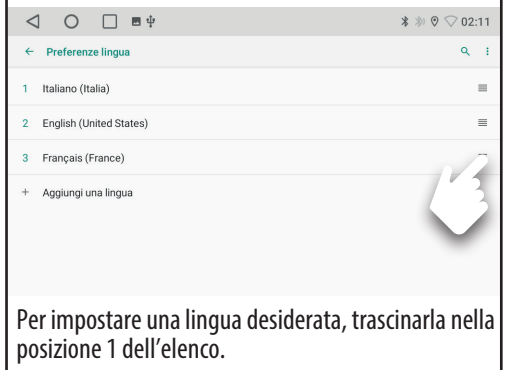 02:11
Preferenze lingua
1 Italiano (Italia)
2 English (United States)
3 Français (France)
+ Aggiungi una lingua
Per impostare una lingua desiderata, trascinarla nella
posizione 1 dell'elenco.